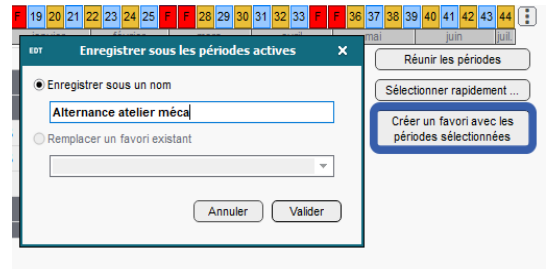 F 19 20 21 22 23 24 25 F F 28 29 30 31 32 33 F F 36 37 38 39 40 41 42 43 44
mai juin juil.
EDT Enregistrer sous les périodes actives X
Réunir les périodes
Enregistrer sous un nom
Sélectionner rapidement ...
Alternance atelier méca
Créer un favori avec les
périodes sélectionnées
Remplacer un favori existant
Annuler Valider